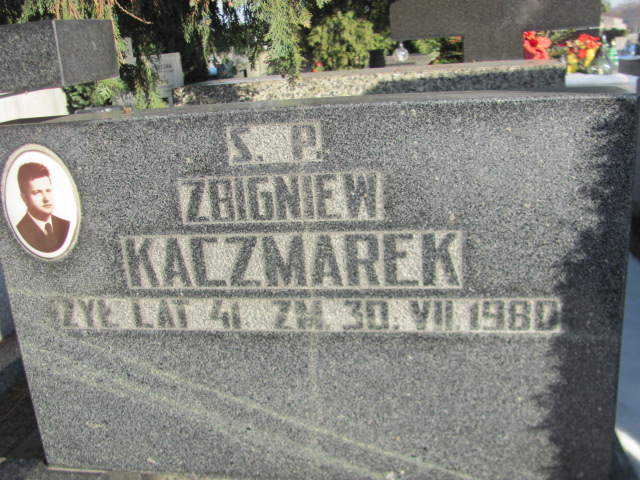 Ś. P.
ZBIGNIEW
KACZMAREK
ŻYŁ LAT 41. ZM 30. VII 1980